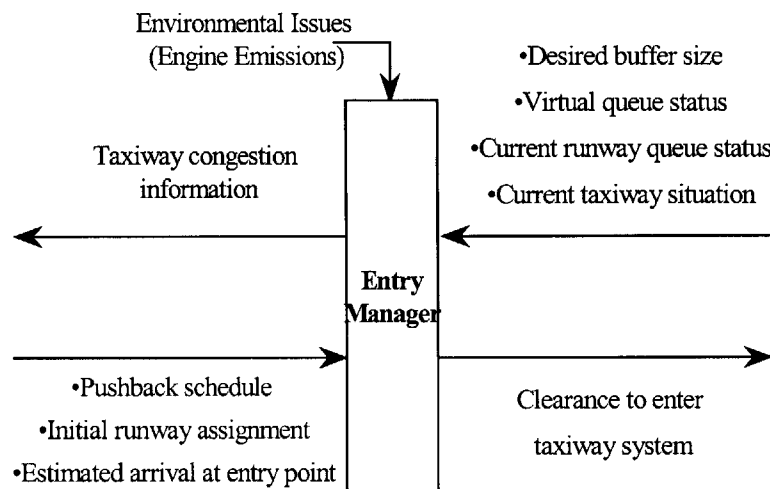 Environmental Issues
(Engine Emissions)
•Desired buffer size
•Virtual queue status
•Current runway queue status
•Current taxiway situation
Taxiway congestion
information
Entry
Manager
•Pushback schedule
•Initial runway assignment
•Estimated arrival at entry point
Clearance to enter
taxiway system